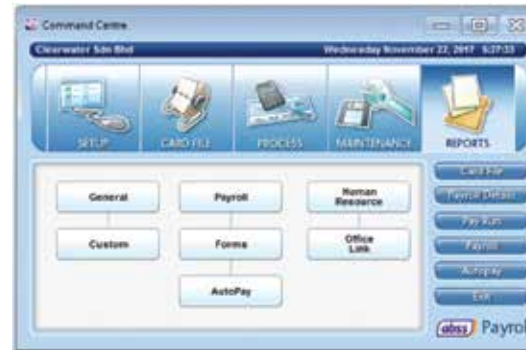 Command Centre
Clearwater Sdn Bhd Wednesday November 22, 2017 5:27:33
SETUP CARD FILE PROCESS MAINTENANCE REPORTS
General Payroll Human Resource
Custom Forms Office Link
AutoPay
Card File
Payroll Details
Pay Run
Payroll
Autopay
Exit
abss Payroll